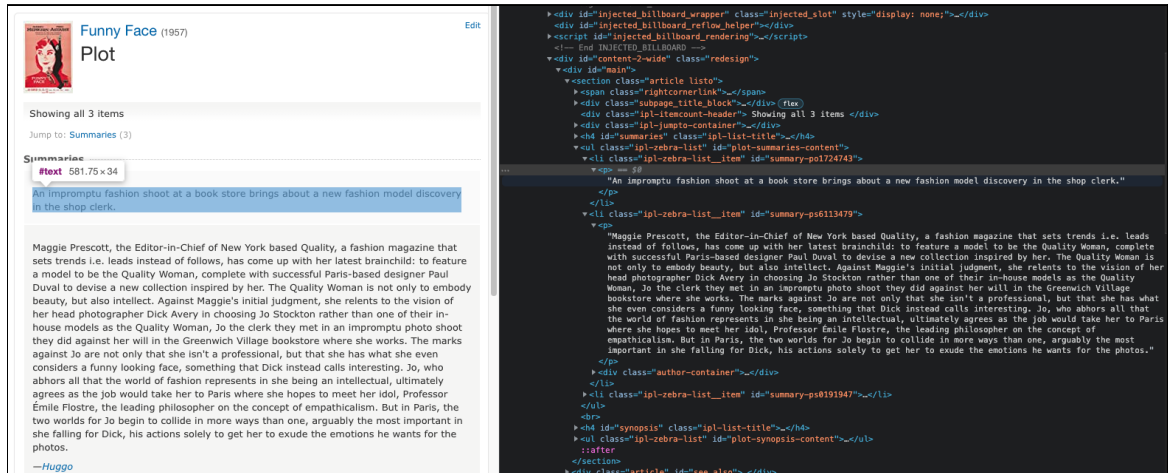 Funny Face (1957)
Edit
Plot
Showing all 3 items
Jump to: Summaries (3)
Summaries
#text 581.75 × 34
An impromptu fashion shoot at a book store brings about a new fashion model discovery
in the shop clerk.
Maggie Prescott, the Editor-in-Chief of New York based Quality, a fashion magazine that
sets trends i.e. leads instead of follows, has come up with her latest brainchild: to feature
a model to be the Quality Woman, complete with successful Paris-based designer Paul
Duval to devise a new collection inspired by her. The Quality Woman is not only to embody
beauty, but also intellect. Against Maggie's initial judgment, she relents to the vision of
her head photographer Dick Avery in choosing Jo Stockton rather than one of their in-
house models as the Quality Woman, Jo the clerk they met in an impromptu photo shoot
they did against her will in the Greenwich Village bookstore where she works. The marks
against Jo are not only that she isn't a professional, but that she has what she even
considers a funny looking face, something that Dick instead calls interesting. Jo, who
abhors all that the world of fashion represents in she being an intellectual, ultimately
agrees as the job would take her to Paris where she hopes to meet her idol, Professor
Émile Flostre, the leading philosopher on the concept of empathicalism. But in Paris, the
two worlds for Jo begin to collide in more ways than one, arguably the most important in
she falling for Dick, his actions solely to get her to exude the emotions he wants for the
photos.
—Huggo
<div id="injected_billboard_wrapper" class="injected_slot" style="display: none;">…</div>
<div id="injected_billboard_reflow_helper"></div>
<script id="injected_billboard_rendering">…</script>
<!-- End INJECTED_BILLBOARD -->
<div id="content-2-wide" class="redesign">
<div id="main">
<section class="article listo">
<span class="rightcornerlink">…</span>
<div class="subpage_title_block">…</div> flex
<div class="ipl-itemcount-header"> Showing all 3 items </div>
<div class="ipl-jumpto-container">…</div>
<h4 id="summaries" class="ipl-list-title">…</h4>
<ul class="ipl-zebra-list" id="plot-summaries-content">
<li class="ipl-zebra-list__item" id="summary-po1724743">
… <p> == $0
"An impromptu fashion shoot at a book store brings about a new fashion model discovery in the shop clerk."
</p>
</li>
<li class="ipl-zebra-list__item" id="summary-ps6113479">
<p>
"Maggie Prescott, the Editor-in-Chief of New York based Quality, a fashion magazine that sets trends i.e. leads
instead of follows, has come up with her latest brainchild: to feature a model to be the Quality Woman, complete
with successful Paris-based designer Paul Duval to devise a new collection inspired by her. The Quality Woman is
not only to embody beauty, but also intellect. Against Maggie's initial judgment, she relents to the vision of her
head photographer Dick Avery in choosing Jo Stockton rather than one of their in-house models as the Quality
Woman, Jo the clerk they met in an impromptu photo shoot they did against her will in the Greenwich Village
bookstore where she works. The marks against Jo are not only that she isn't a professional, but that she has what
she even considers a funny looking face, something that Dick instead calls interesting. Jo, who abhors all that
the world of fashion represents in she being an intellectual, ultimately agrees as the job would take her to Paris
where she hopes to meet her idol, Professor Émile Flostre, the leading philosopher on the concept of
empathicalism. But in Paris, the two worlds for Jo begin to collide in more ways than one, arguably the most
important in she falling for Dick, his actions solely to get her to exude the emotions he wants for the photos."
</p>
<div class="author-container">…</div>
</li>
<li class="ipl-zebra-list__item" id="summary-ps0191947">…</li>
</ul>
<br>
<h4 id="synopsis" class="ipl-list-title">…</h4>
<ul class="ipl-zebra-list" id="plot-synopsis-content">…</ul>
::after
</section>
<div class="article" id="see_also">…</div>